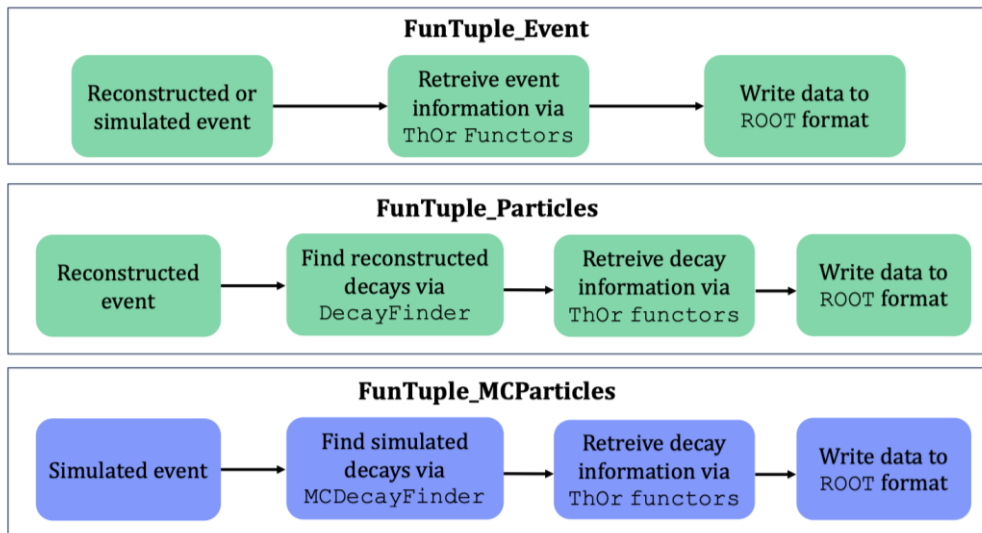 FunTuple_Event
Reconstructed or
simulated event
Retreive event
information via
ThOr Functors
Write data to
ROOT format
FunTuple_Particles
Reconstructed
event
Find reconstructed
decays via
DecayFinder
Retreive decay
information via
ThOr functors
Write data to
ROOT format
FunTuple_MCParticles
Simulated event
Find simulated
decays via
MCDecayFinder
Retreive decay
information via
ThOr functors
Write data to
ROOT format